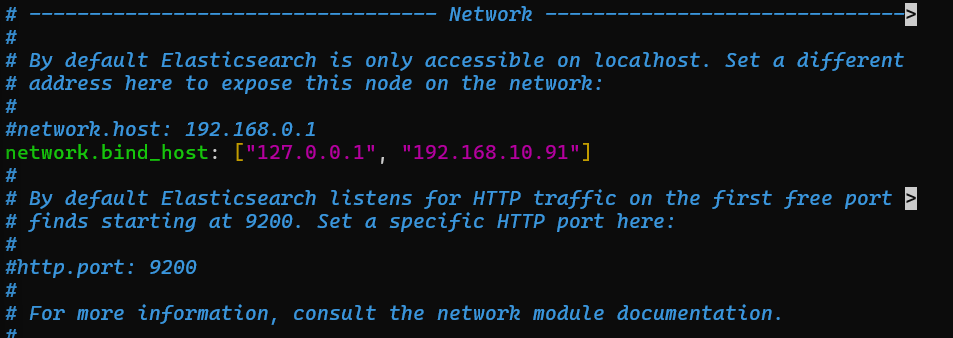 # ---------------------------------- Network ------------------------------>
#
# By default Elasticsearch is only accessible on localhost. Set a different
# address here to expose this node on the network:
#
#network.host: 192.168.0.1
network.bind_host: ["127.0.0.1", "192.168.10.91"]
#
# By default Elasticsearch listens for HTTP traffic on the first free port >
# finds starting at 9200. Set a specific HTTP port here:
#
#http.port: 9200
#
# For more information, consult the network module documentation.
#